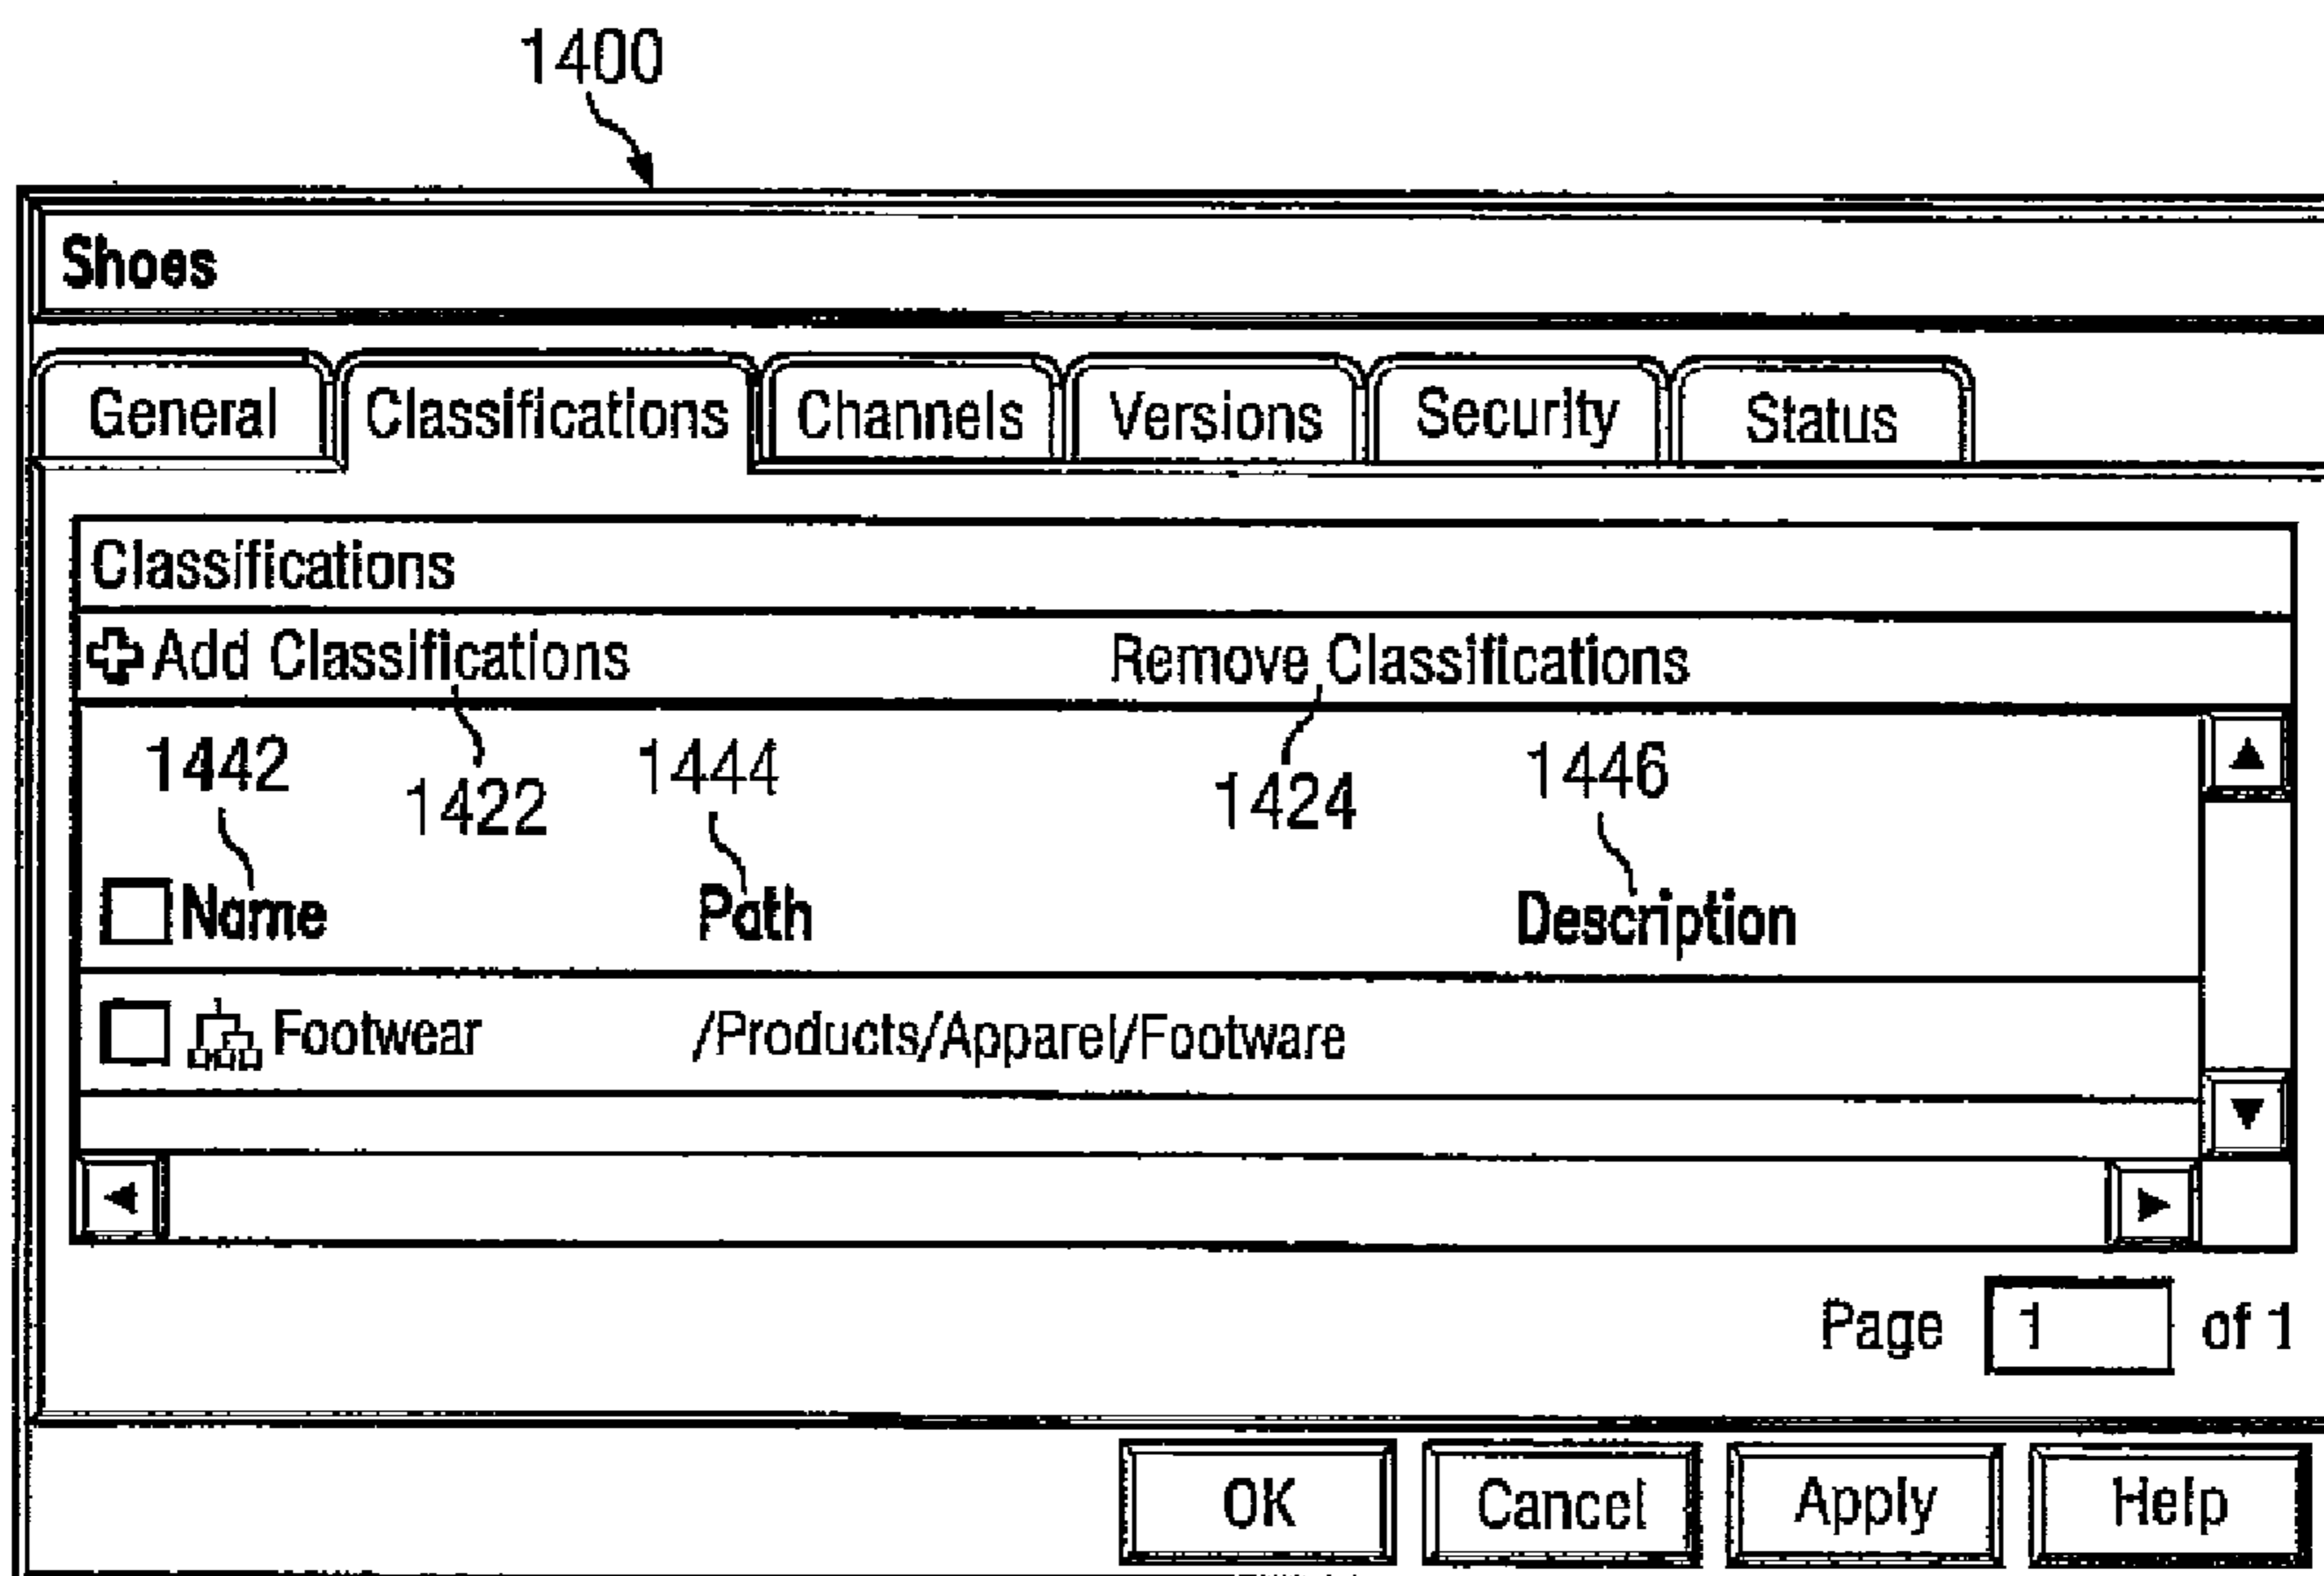 1400
Shoes
General Classifications Channels Versions Security Status
Classifications
Add Classifications Remove Classifications
1442 1422 1444 1424 1446
Name Path Description
Footwear /Products/Apparel/Footware
Page 1 of 1
OK Cancel Apply Help